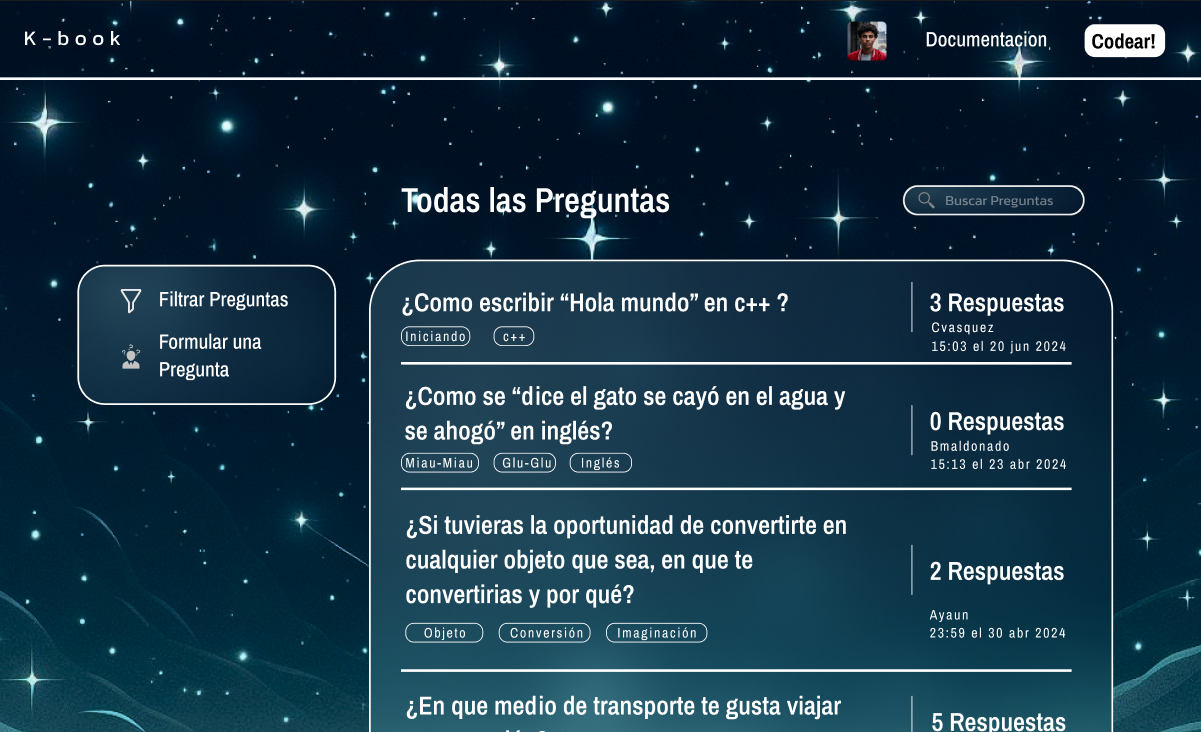 K-book
Documentacion
Codear!
Todas las Preguntas
Buscar Preguntas
Filtrar Preguntas
Formular una
Pregunta
¿Como escribir “Hola mundo” en c++ ?
Iniciando
c++
3 Respuestas
Cvasquez
15:03 el 20 jun 2024
¿Como se “dice el gato se cayó en el agua y
se ahogó” en inglés?
Miau-Miau
Glu-Glu
Inglés
0 Respuestas
Bmaldonado
15:13 el 23 abr 2024
¿Si tuvieras la oportunidad de convertirte en
cualquier objeto que sea, en que te
convertirias y por qué?
Objeto
Conversión
Imaginación
2 Respuestas
Ayaun
23:59 el 30 abr 2024
¿En que medio de transporte te gusta viajar
5 Respuestas